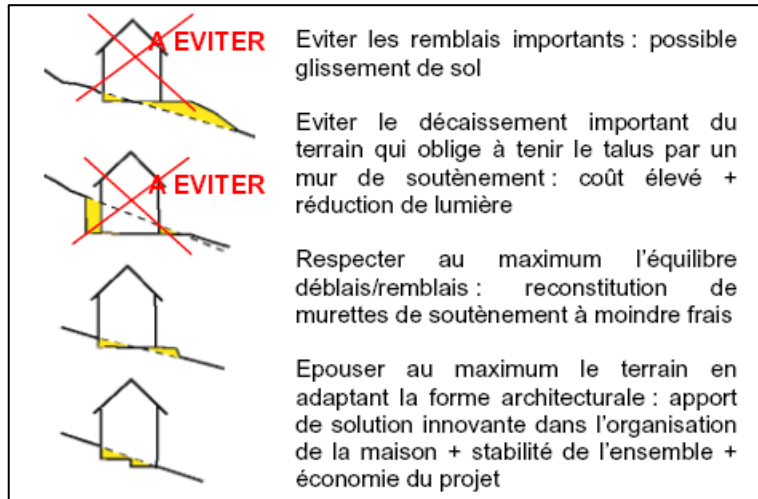 A EVITER
Eviter les remblais importants : possible
glissement de sol
A EVITER
Eviter le décaissement important du
terrain qui oblige à tenir le talus par un
mur de soutènement : coût élevé +
réduction de lumière
Respecter au maximum l'équilibre
déblais/remblais : reconstitution de
murettes de soutènement à moindre frais
Epouser au maximum le terrain en
adaptant la forme architecturale : apport
de solution innovante dans l'organisation
de la maison + stabilité de l'ensemble +
économie du projet